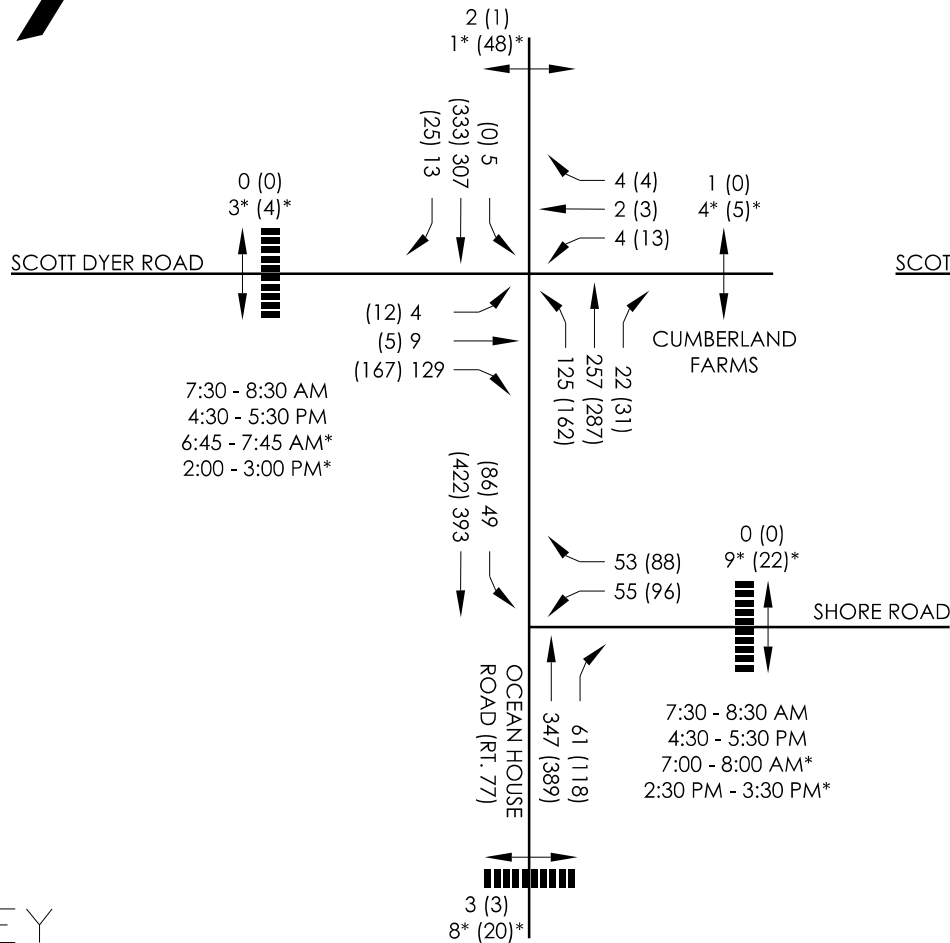 2 (1)
1* (48)*
(25) 13
(333) 307
(0) 5
0 (0)
3* (4)*
4 (4)
2 (3)
4 (13)
1 (0)
4* (5)*
SCOTT DYER ROAD
SCOT
(12) 4
(5) 9
(167) 129
125 (162)
257 (287)
22 (31)
CUMBERLAND
FARMS
7:30 - 8:30 AM
4:30 - 5:30 PM
6:45 - 7:45 AM*
2:00 - 3:00 PM*
(422) 393
(86) 49
53 (88)
55 (96)
0 (0)
9* (22)*
SHORE ROAD
OCEAN HOUSE
ROAD (RT. 77)
347 (389)
61 (118)
7:30 - 8:30 AM
4:30 - 5:30 PM
7:00 - 8:00 AM*
2:30 PM - 3:30 PM*
3 (3)
8* (20)*
EY